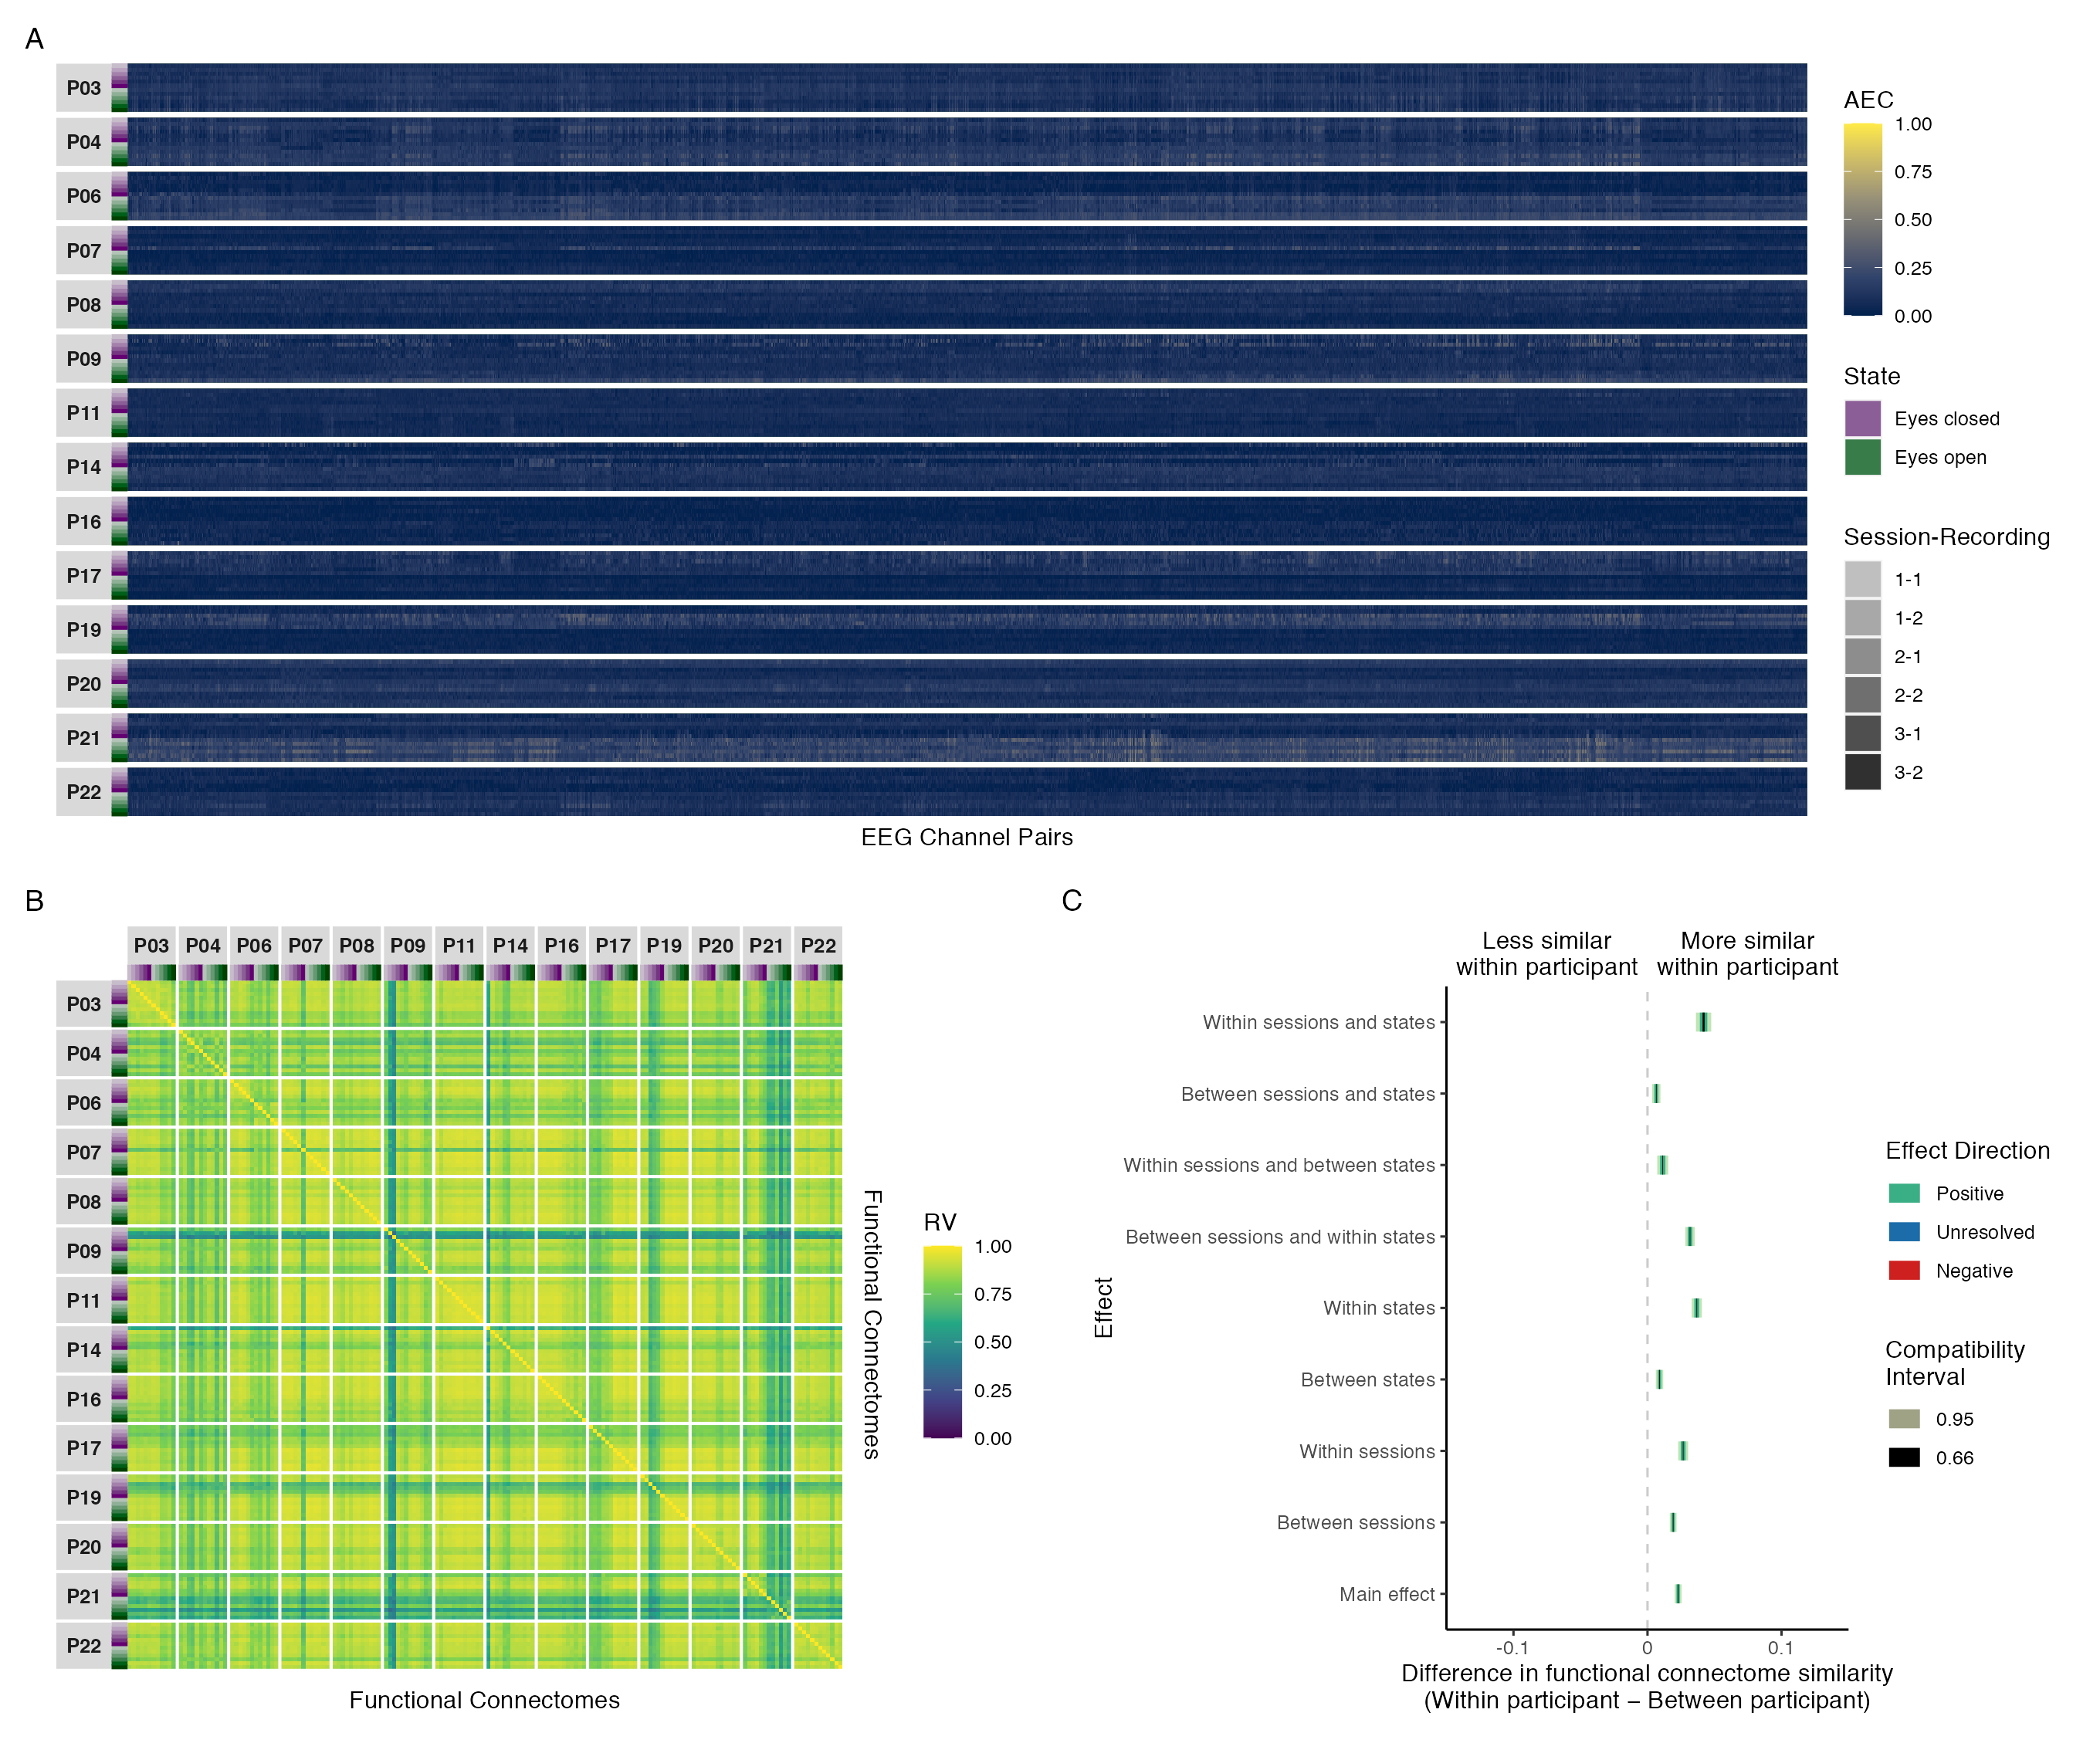 A
P03
P04
P06
P07
P08
P09
P11
P14
P16
P17
P19
P20
P21
P22
EEG Channel Pairs
AEC
1.00
0.75
0.50
0.25
0.00
State
Eyes closed
Eyes open
Session-Recording
1-1
1-2
2-1
2-2
3-1
3-2
B
P03 P04 P06 P07 P08 P09 P11 P14 P16 P17 P19 P20 P21 P22
P03
P04
P06
P07
P08
P09
P11
P14
P16
P17
P19
P20
P21
P22
Functional Connectomes
Functional Connectomes
RV
1.00
0.75
0.50
0.25
0.00
C
Less similar
within participant
More similar
within participant
Effect
Within sessions and states
Between sessions and states
Within sessions and between states
Between sessions and within states
Within states
Between states
Within sessions
Between sessions
Main effect
-0.1 0 0.1
Difference in functional connectome similarity
(Within participant – Between participant)
Effect Direction
Positive
Unresolved
Negative
Compatibility
Interval
0.95
0.66